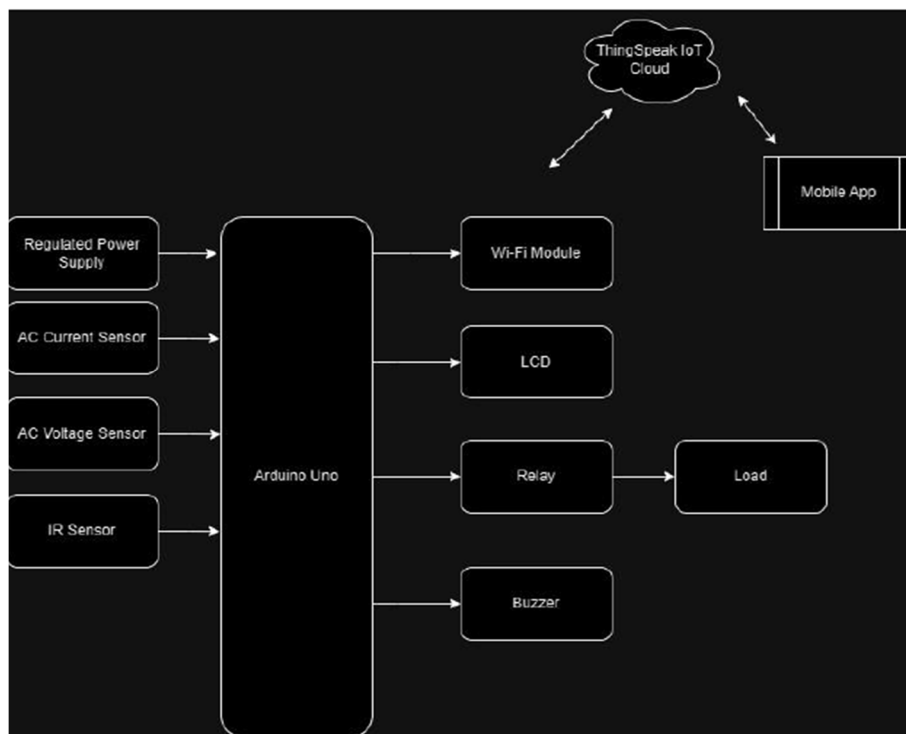 ThingSpeak IoT
Cloud
Mobile App
Regulated Power
Supply
Wi-Fi Module
AC Current Sensor
LCD
AC Voltage Sensor
Arduino Uno
Relay
Load
IR Sensor
Buzzer